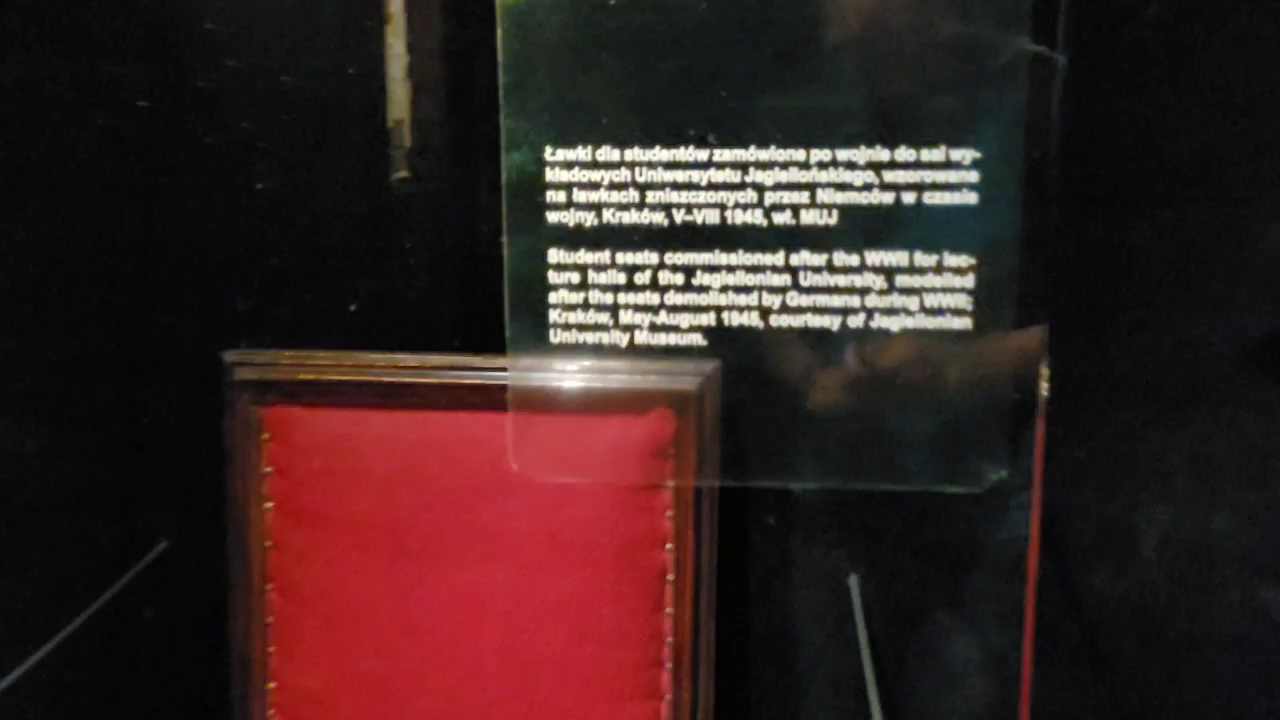 Ławki dla studentów zamówione po wojnie do sal wy-
kładowych Uniwersytetu Jagiellońskiego, wzorowane
na ławkach zniszczonych przez Niemców w czasie
wojny, Kraków, V–VIII 1945, wł. MUJ
Student seats commissioned after the WWII for lec-
ture halls of the Jagiellonian University, modelled
after the seats demolished by Germans during WWII;
Kraków, May-August 1945, courtesy of Jagiellonian
University Museum.